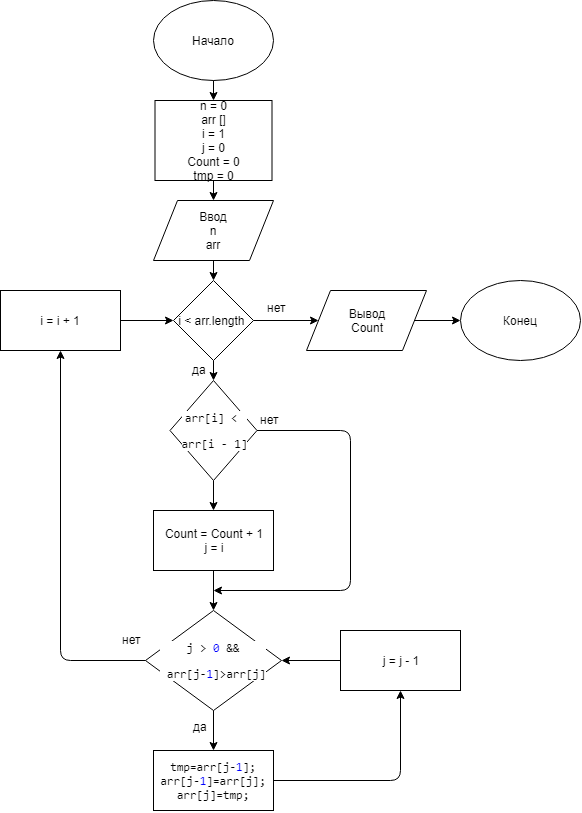 Начало
n = 0
arr []
i = 1
j = 0
Count = 0
tmp = 0
Ввод
n
arr
i = i + 1
i < arr.length
нет
Вывод
Count
Конец
да
arr[i] <
arr[i - 1]
нет
Count = Count + 1
j = i
нет
j > 0 &&
arr[j-1]>arr[j]
j = j - 1
да
tmp=arr[j-1];
arr[j-1]=arr[j];
arr[j]=tmp;